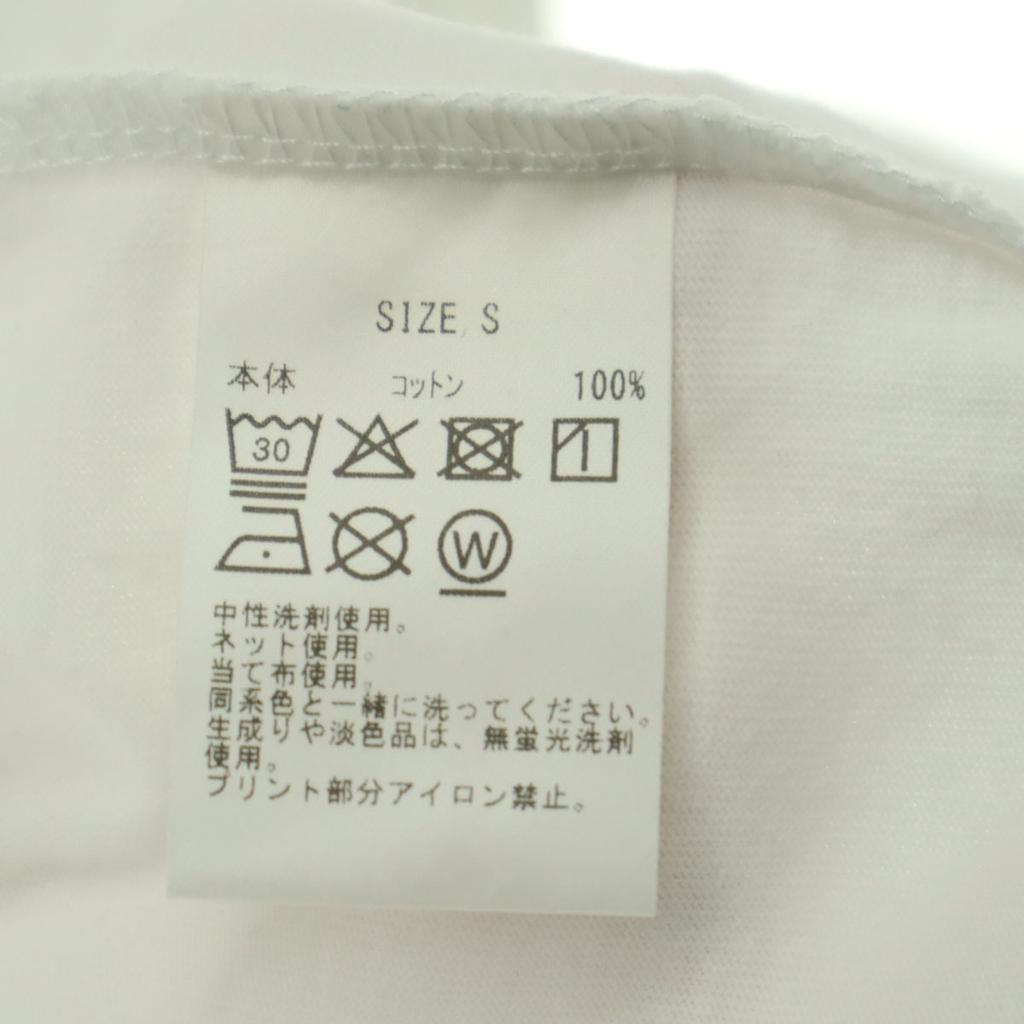 SIZE, S
本体 コットン 100%
30
W
中性洗剤使用。
ネット使用。
当て布使用。
同系色と一緒に洗ってください。
生成りや淡色品は、無蛍光洗剤
使用。
プリント部分アイロン禁止。